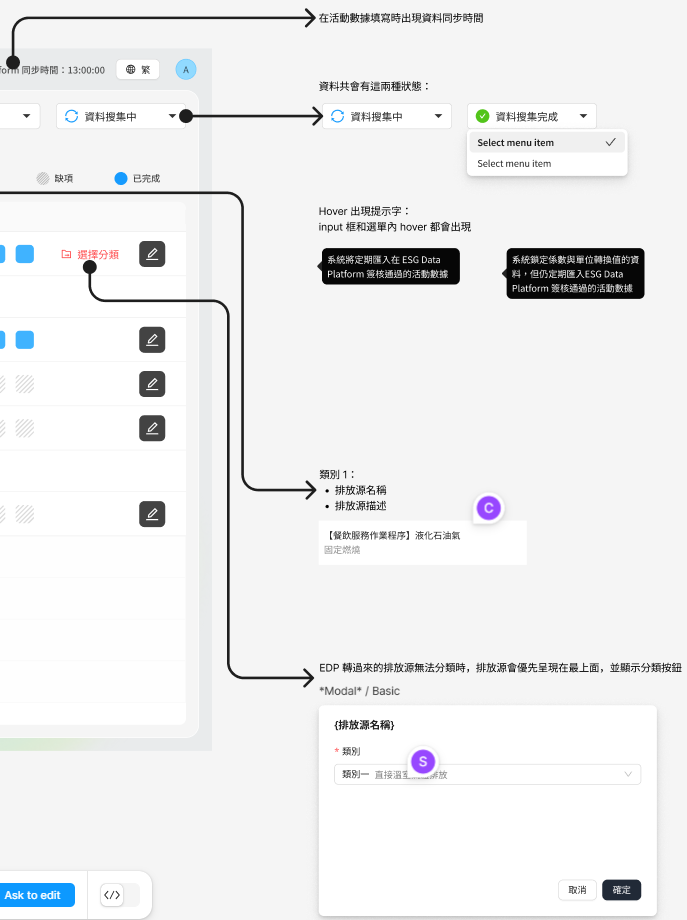 在活動數據填寫時出現資料同步時間
同步時間：13:00:00
繁
A
資料共會有這兩種狀態：
資料搜集中
資料搜集中
資料搜集完成
Select menu item
Select menu item
缺項
已完成
Hover 出現提示字：
input 框和選單內 hover 都會出現
選擇分類
系統將定期匯入在 ESG Data
Platform 簽核通過的活動數據
系統鎖定係數與單位轉換值的資
料，但仍定期匯入ESG Data
Platform 簽核通過的活動數據
類別 1：
• 排放源名稱
• 排放源描述
C
【餐飲服務作業程序】液化石油氣
固定燃燒
EDP 轉過來的排放源無法分類時，排放源會優先呈現在最上面，並顯示分類按鈕
*Modal* / Basic
{排放源名稱}
* 類別
S
類別一 直接溫室排放
取消
確定
Ask to edit
</>